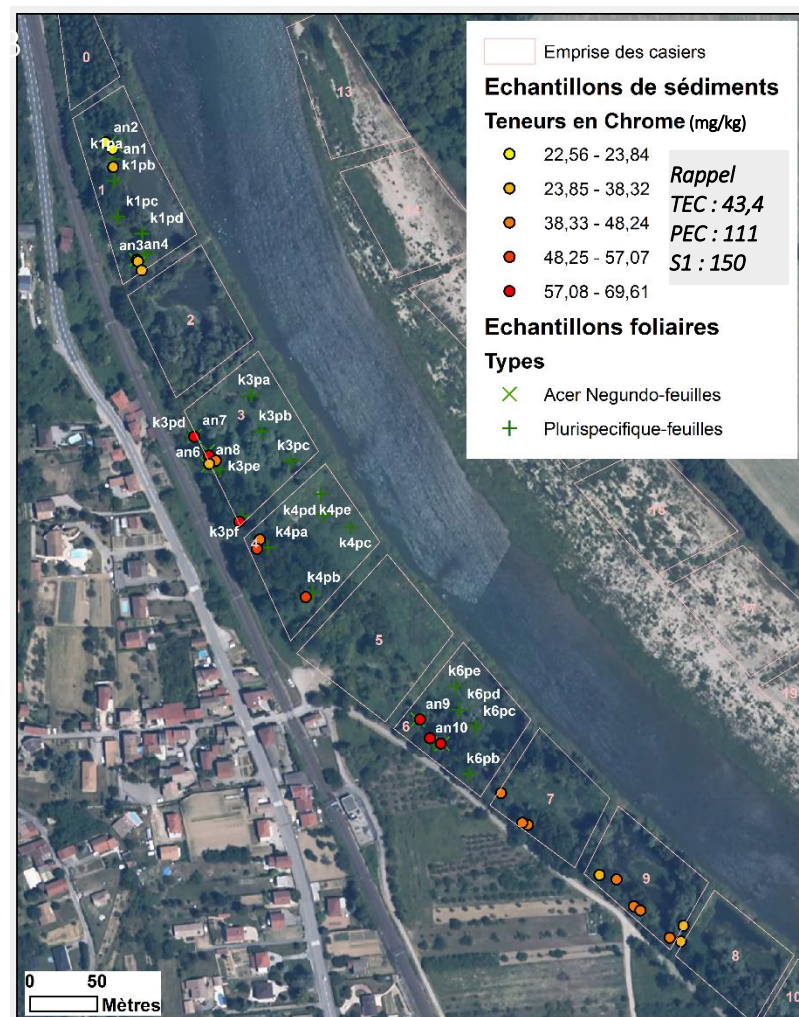 B
0
13
Emprise des casiers
Echantillons de sédiments
Teneurs en Chrome (mg/kg)
22,56 - 23,84
23,85 - 38,32
38,33 - 48,24
48,25 - 57,07
57,08 - 69,61
Rappel
TEC : 43,4
PEC : 111
S1 : 150
Echantillons foliaires
Types
Acer Negundo-feuilles
Plurispecifique-feuilles
an2
k1pa
an1
k1pb
1
k1pc
k1pd
an3
an4
2
k3pa
3
k3pb
k3pd
an7
an6
an8
k3pc
k3pe
k3pf
k4pd
k4pe
4
k4pa
k4pc
k4pb
5
k6pe
k6pd
an9
k6pc
6
an10
k6pb
7
9
8
10
17
19
0
50
Mètres